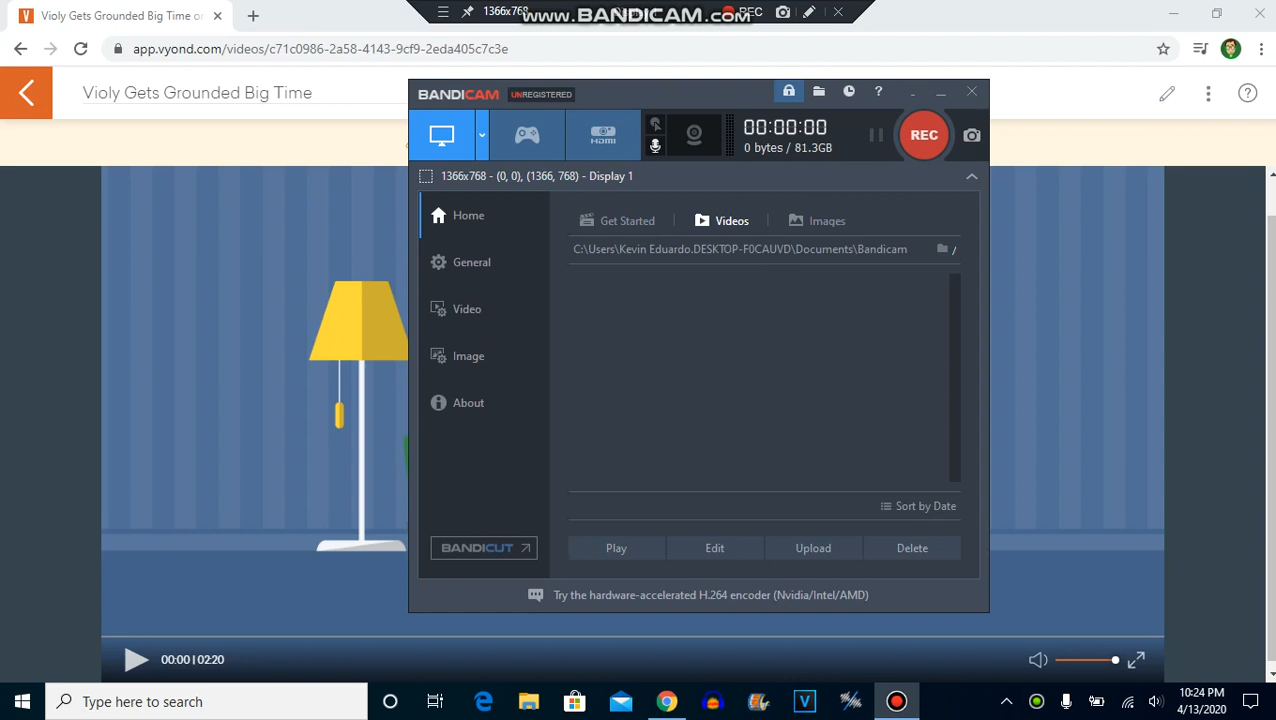 Violy Gets Grounded Big Time on
1366x768
www.BANDICAM.com
REC
app.vyond.com/videos/c71c0986-2a58-4143-9cf9-2eda405c7c3e
Violy Gets Grounded Big Time
BANDICAM UNREGISTERED
HDMI
00:00:00
0 bytes / 81.3GB
REC
1366x768 - (0, 0), (1366, 768) - Display 1
Home
General
Video
Image
About
BANDICUT
Get Started
Videos
Images
C:\Users\Kevin Eduardo.DESKTOP-F0CAUVD\Documents\Bandicam
Sort by Date
Play
Edit
Upload
Delete
Try the hardware-accelerated H.264 encoder (Nvidia/Intel/AMD)
00:00 | 02:20
Type here to search
10:24 PM
4/13/2020